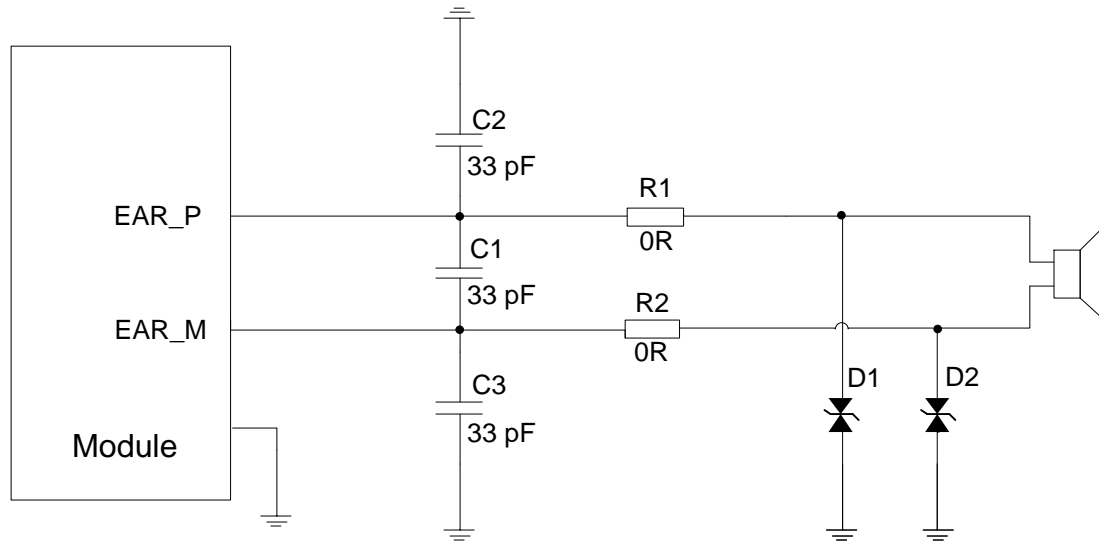 C2
33 pF
EAR_P
R1
0R
C1
33 pF
EAR_M
R2
0R
C3
33 pF
D1
D2
Module